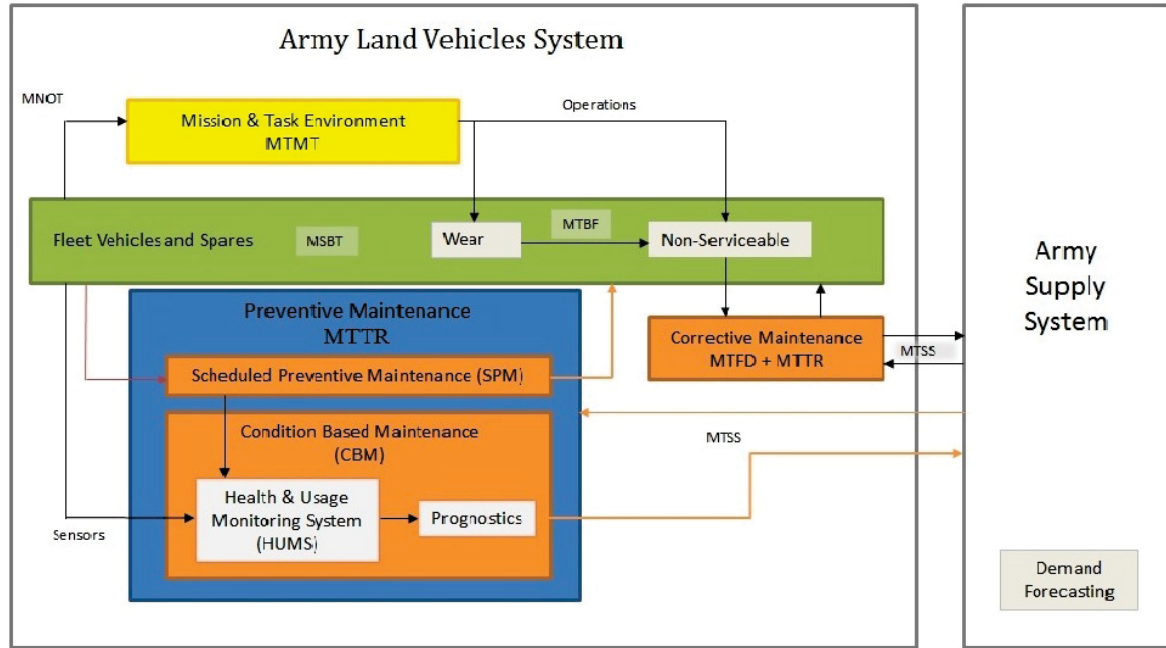 Army Land Vehicles System
MNOT
Mission & Task Environment
MTMT
Operations
Fleet Vehicles and Spares
MSBT
Wear
MTBF
Non-Serviceable
Preventive Maintenance
MTTR
Scheduled Preventive Maintenance (SPM)
Corrective Maintenance
MTFD + MTTR
MTSS
Condition Based Maintenance
(CBM)
MTSS
Health & Usage
Monitoring System
(HUMS)
Prognostics
Sensors
Army
Supply
System
Demand
Forecasting